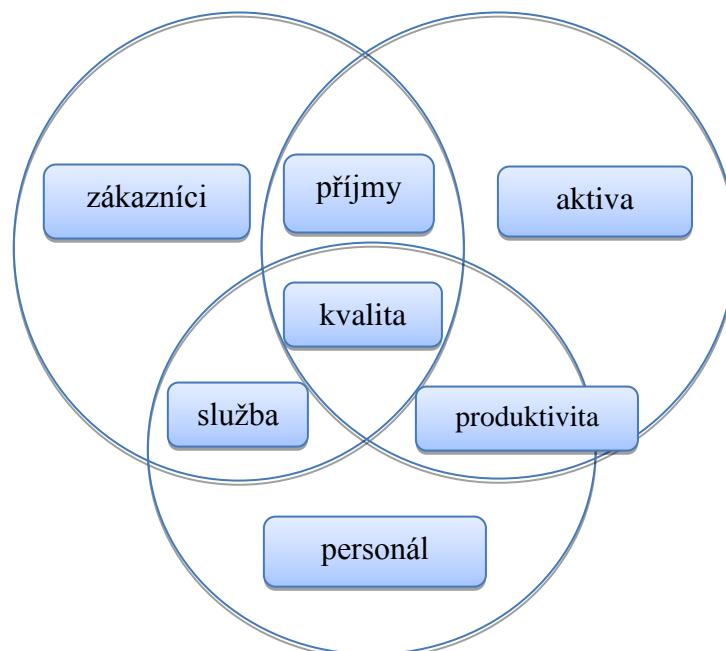 zákazníci
příjmy
aktiva
kvalita
služba
produktivita
personál